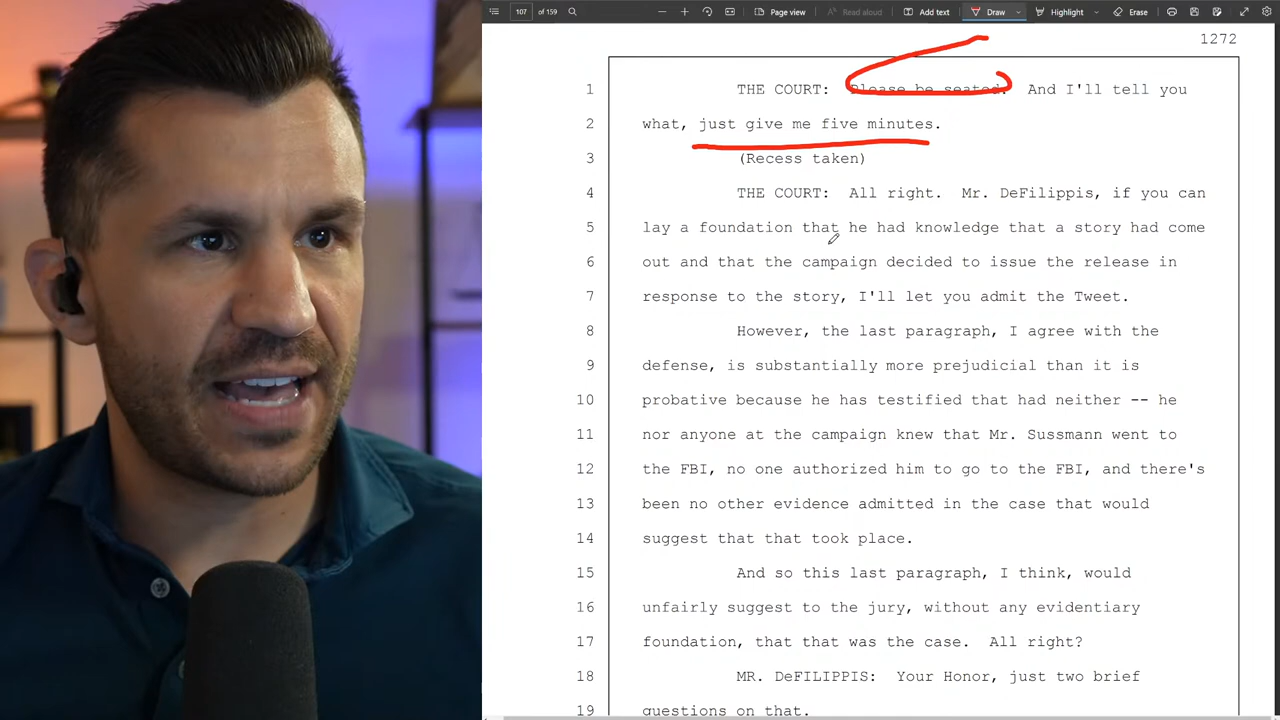 107 of 159 Page view Read aloud Add text Draw Highlight Erase
1272
1 THE COURT: Please be seated. And I'll tell you
2 what, just give me five minutes.
3 (Recess taken)
4 THE COURT: All right. Mr. DeFilippis, if you can
5 lay a foundation that he had knowledge that a story had come
6 out and that the campaign decided to issue the release in
7 response to the story, I'll let you admit the Tweet.
8 However, the last paragraph, I agree with the
9 defense, is substantially more prejudicial than it is
10 probative because he has testified that had neither -- he
11 nor anyone at the campaign knew that Mr. Sussmann went to
12 the FBI, no one authorized him to go to the FBI, and there's
13 been no other evidence admitted in the case that would
14 suggest that that took place.
15 And so this last paragraph, I think, would
16 unfairly suggest to the jury, without any evidentiary
17 foundation, that that was the case. All right?
18 MR. DeFILIPPIS: Your Honor, just two brief
19 questions on that.